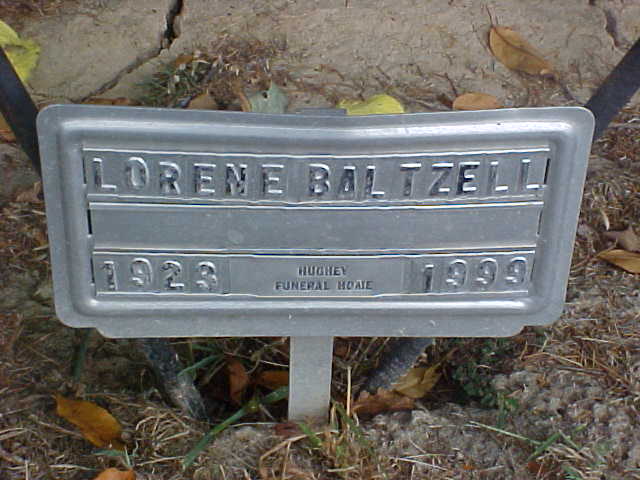 LORENE BALTZELL
1923 HUGHEY FUNERAL HOME 1999